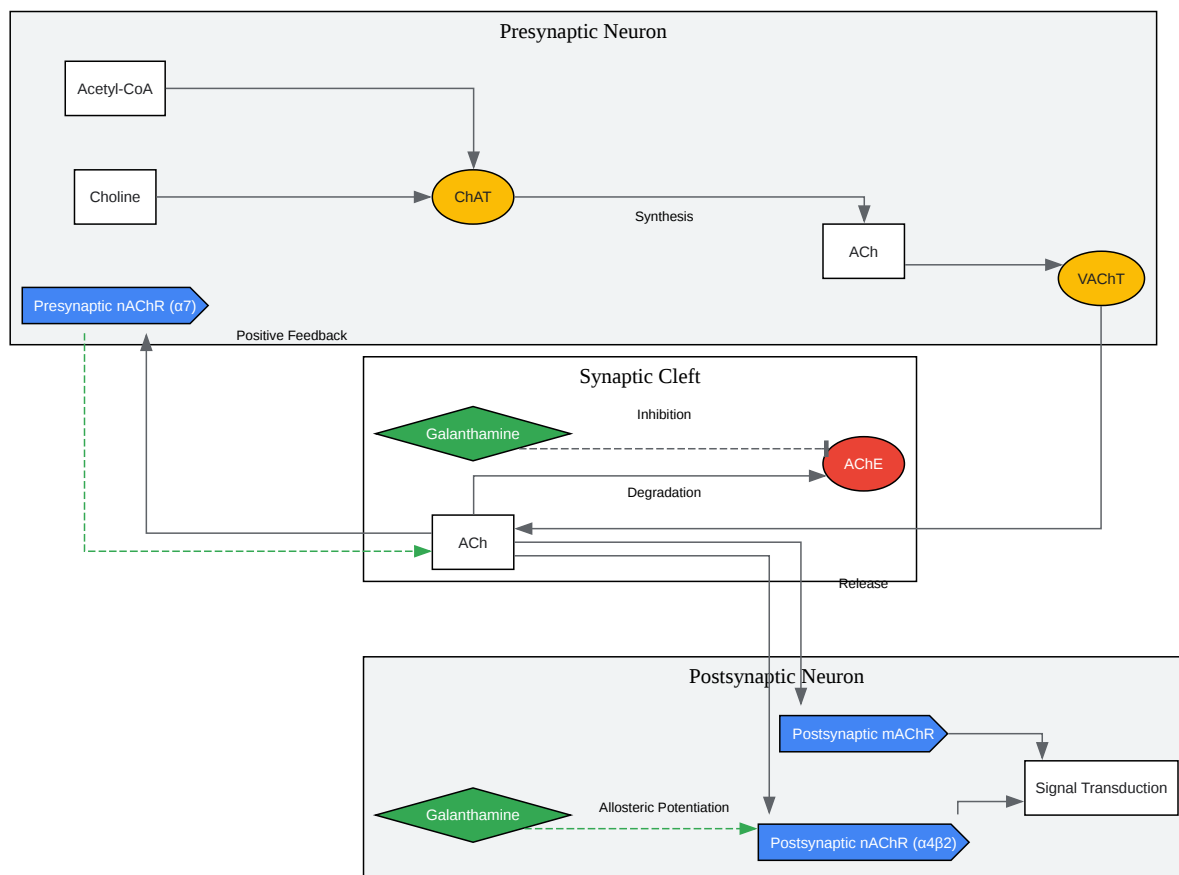 Presynaptic Neuron
Acetyl-CoA
Choline
ChAT
Synthesis
ACh
VAChT
Presynaptic nAChR (α7)
Positive Feedback
Synaptic Cleft
Inhibition
Galanthamine
AChE
Degradation
ACh
Release
Postsynaptic Neuron
Postsynaptic mAChR
Signal Transduction
Allosteric Potentiation
Galanthamine
Postsynaptic nAChR (α4β2)